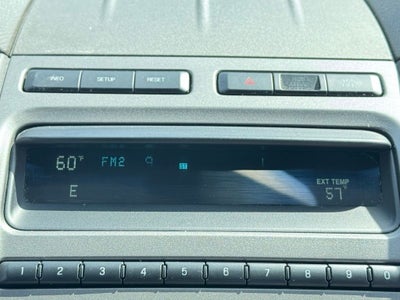 INFO SETUP RESET
60°F FM2
E
EXT TEMP
57°
1 2 3 4 5 6 7 8 9 0